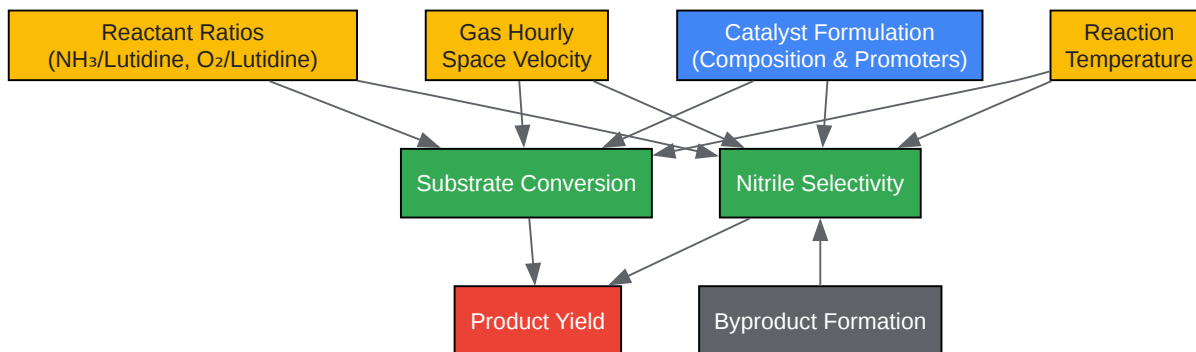 Reactant Ratios
(NH₃/Lutidine, O₂/Lutidine)
Gas Hourly
Space Velocity
Catalyst Formulation
(Composition & Promoters)
Reaction
Temperature
Substrate Conversion
Nitrile Selectivity
Product Yield
Byproduct Formation